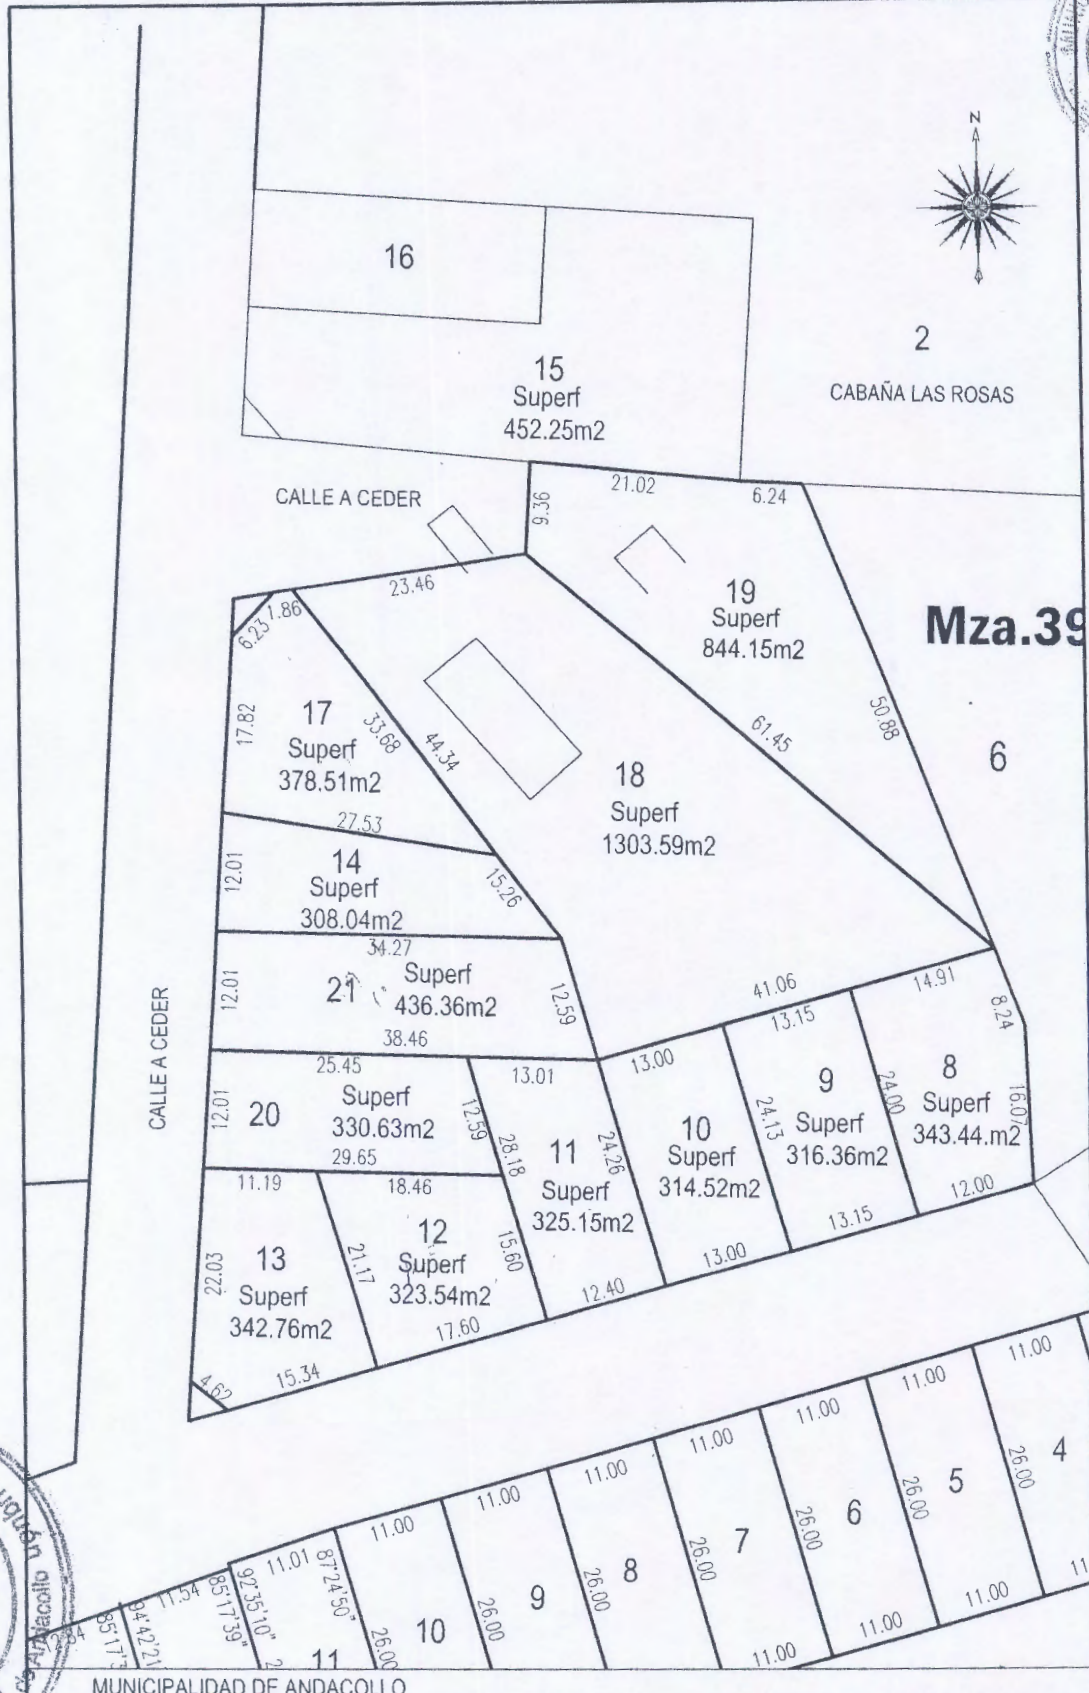 N
16
15
Superf
452.25m2
2
CABAÑA LAS ROSAS
CALLE A CEDER
21.02
6.24
9.36
23.46
1.86
6.23
19
Superf
844.15m2
Mza.39
17.82
17
Superf
378.51m2
33.68
44.34
50.88
61.45
6
18
Superf
1303.59m2
27.53
12.01
14
Superf
308.04m2
15.26
34.27
12.01
21
Superf
436.36m2
12.59
38.46
41.06
14.91
8.24
CALLE A CEDER
25.45
13.01
13.00
13.15
12.01
20
Superf
330.63m2
12.59
29.65
28.18
11
Superf
325.15m2
24.26
10
Superf
314.52m2
24.13
9
Superf
316.36m2
24.00
8
Superf
343.44.m2
16.07
11.19
18.46
22.03
13
Superf
342.76m2
21.17
12
Superf
323.54m2
15.60
4.62
15.34
17.60
12.40
13.00
13.15
12.00
11.00
11.00
11.00
11.00
11.00
11.00
11.00
11.01
11.54
4
26.00
5
26.00
6
26.00
7
26.00
8
26.00
9
26.00
10
26.00
11
87°24'50"
92°35'10"
85°17'39"
94°42'21
85°17'3
11.00
11.00
11.00
11
Andacollo
MUNICIPALIDAD DE ANDACOLLO